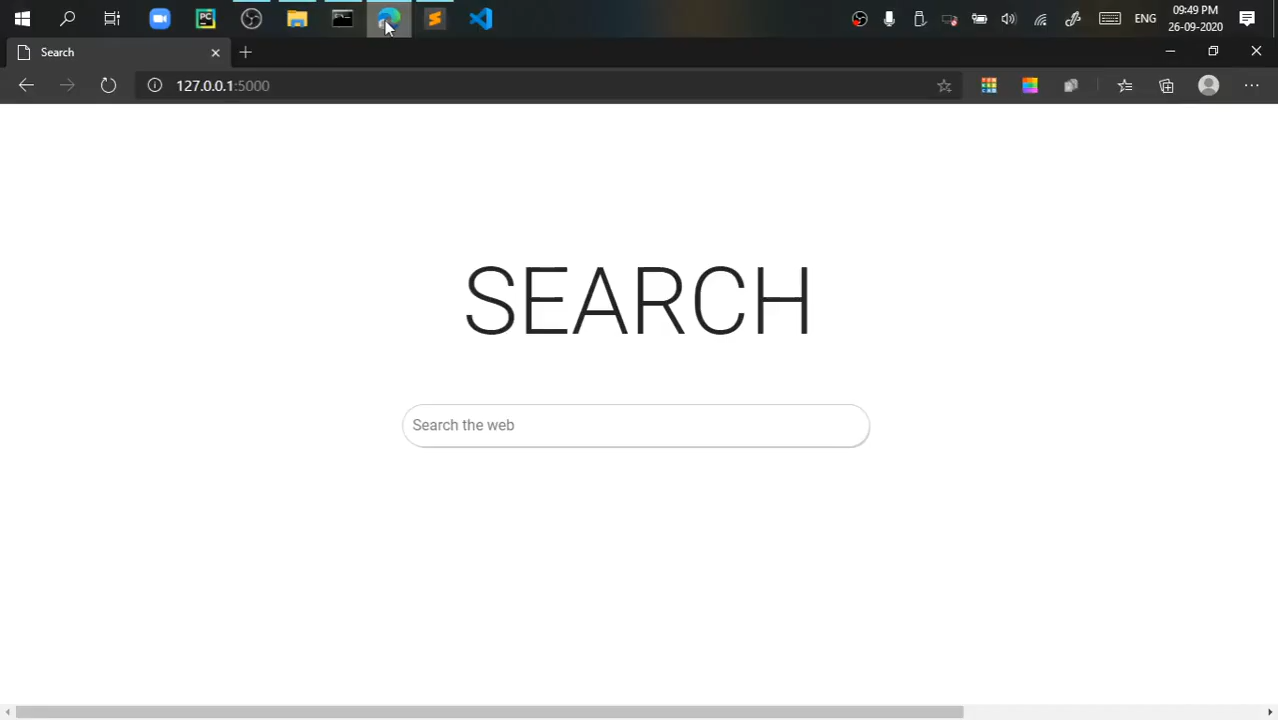 09:49 PM
ENG
26-09-2020
Search
127.0.0.1:5000
SEARCH
Search the web